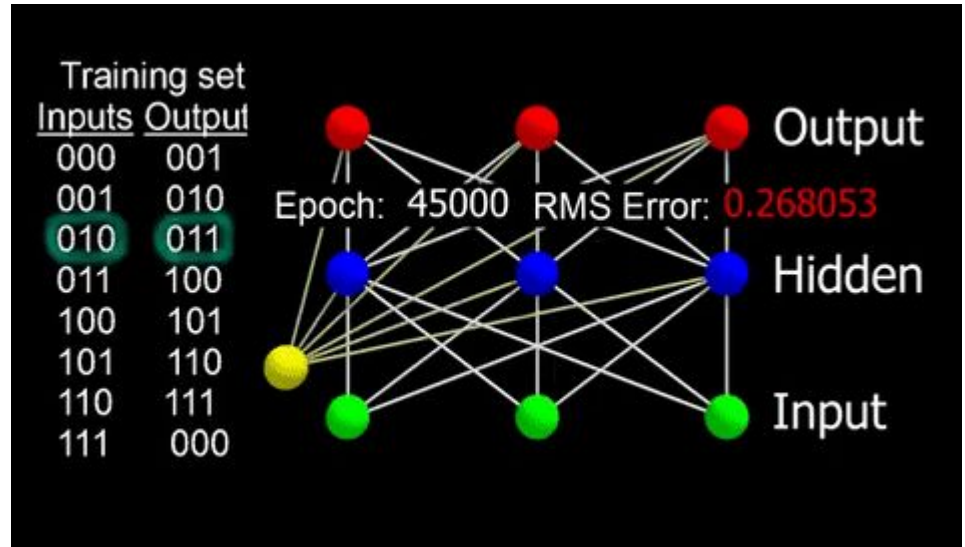 Training set
Inputs Output
000 001
001 010
010 011
011 100
100 101
101 110
110 111
111 000
Output
Epoch: 45000 RMS Error: 0.268053
Hidden
Input